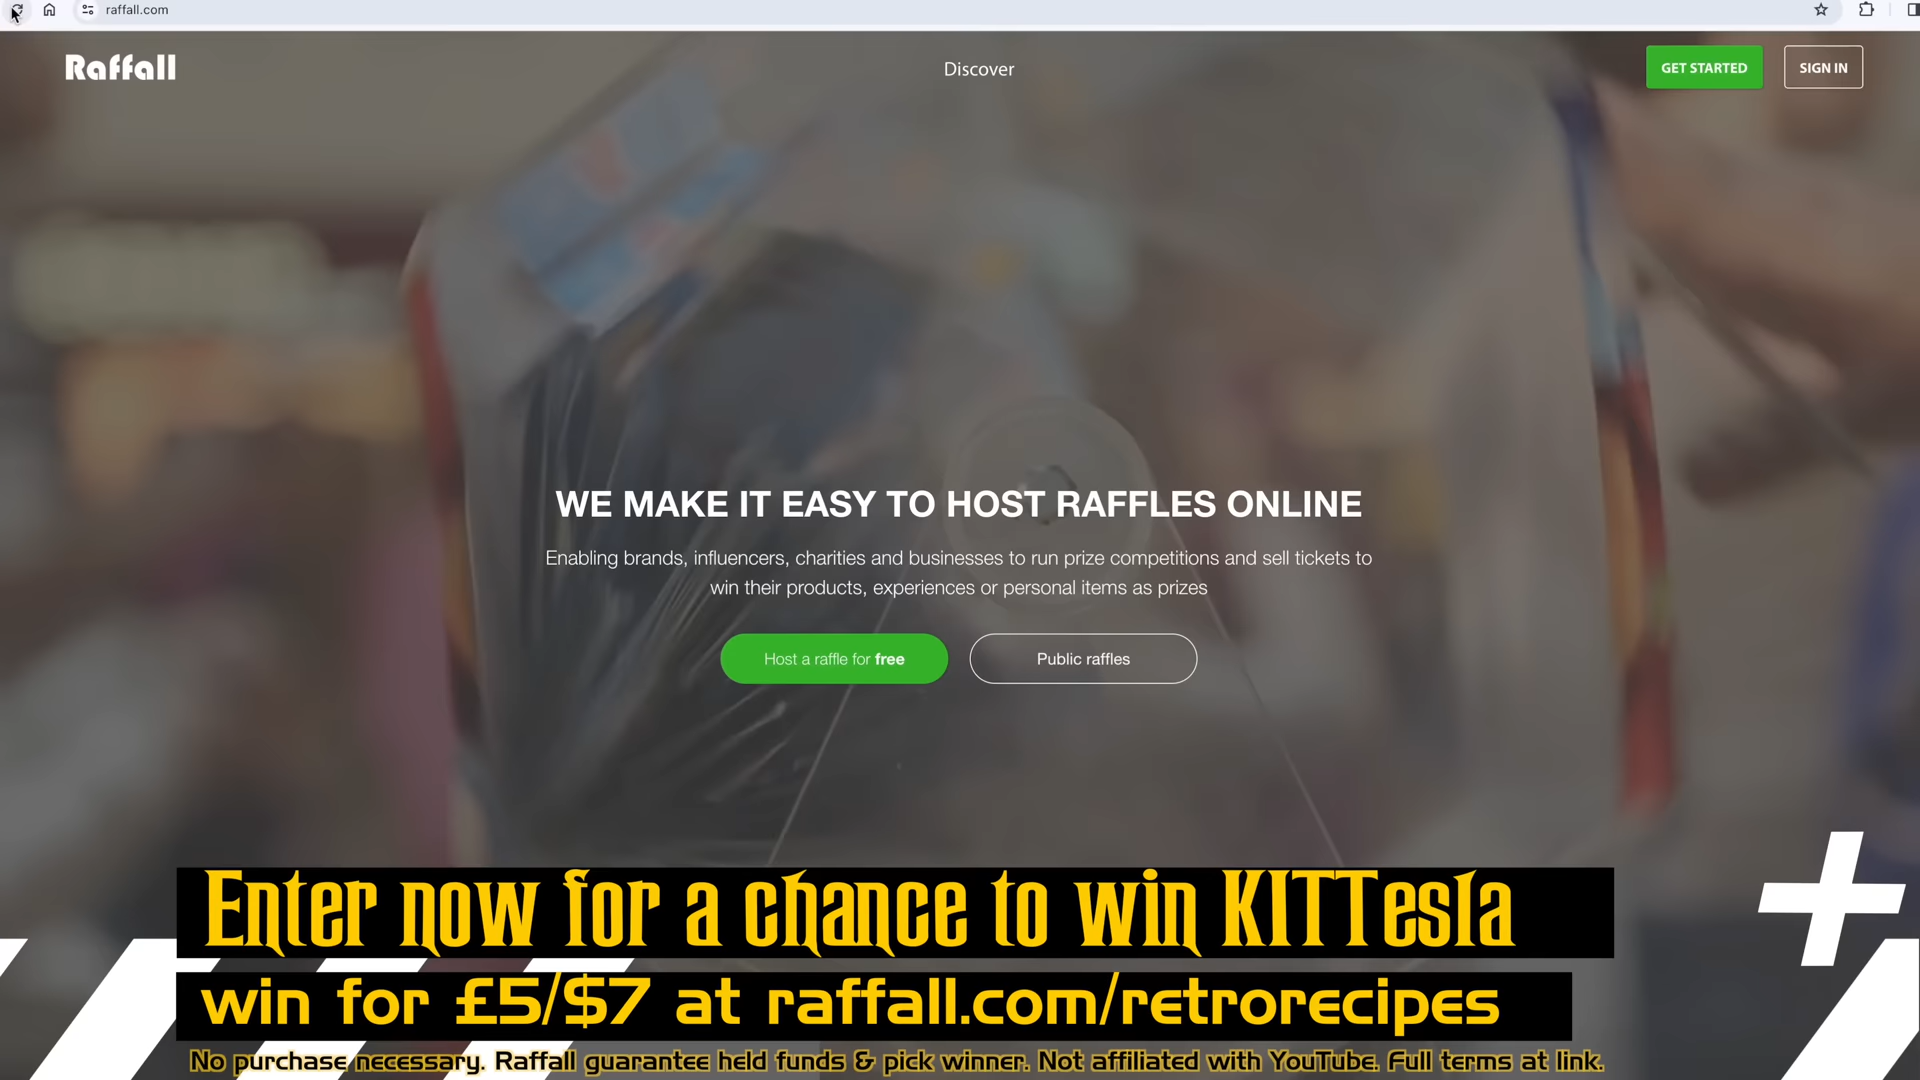 raffall.com
Raffall
Discover
GET STARTED
SIGN IN
WE MAKE IT EASY TO HOST RAFFLES ONLINE
Enabling brands, influencers, charities and businesses to run prize competitions and sell tickets to
win their products, experiences or personal items as prizes
Host a raffle for free
Public raffles
Enter now for a chance to win KITTesla
win for £5/$7 at raffall.com/retrorecipes
No purchase necessary. Raffall guarantee held funds & pick winner. Not affiliated with YouTube. Full terms at link.